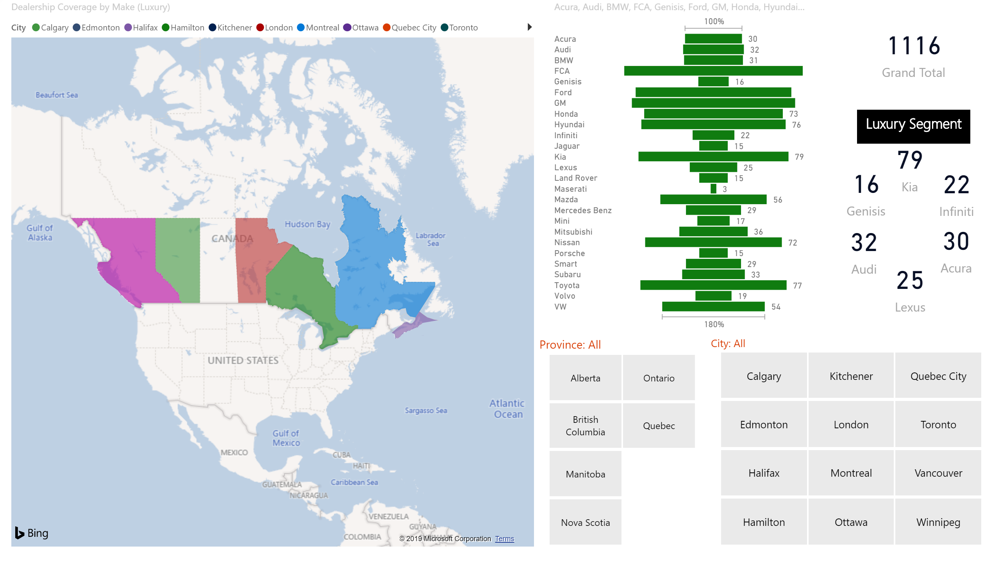 Dealership Coverage by Make (Luxury)
City Calgary Edmonton Halifax Hamilton Kitchener London Montreal Ottawa Quebec City Toronto
Beaufort Sea
Gulf of
Alaska
CANADA
Hudson Bay
Labrador
Sea
UNITED STATES
Atlantic
Ocean
Sargasso Sea
Gulf of
Mexico
MEXICO
CUBA
HAITI
Caribbean Sea
GUATEMALA
NICARAGUA
VENEZUELA
GUYANA
SURINAME
COLOMBIA
Bing
© 2019 Microsoft Corporation Terms
Acura, Audi, BMW, FCA, Genisis, Ford, GM, Honda, Hyundai...
100%
Acura 30
Audi 32
BMW 31
FCA
Genisis 16
Ford
GM
Honda 73
Hyundai 76
Infiniti 22
Jaguar 15
Kia 79
Lexus 25
Land Rover 15
Maserati 3
Mazda 56
Mercedes Benz 29
Mini 17
Mitsubishi 36
Nissan 72
Porsche 15
Smart 29
Subaru 33
Toyota 77
Volvo 19
VW 54
180%
1116
Grand Total
Luxury Segment
79
Kia
16
Genisis
22
Infiniti
32
Audi
30
Acura
25
Lexus
Province: All
Alberta Ontario
British
Columbia
Quebec
Manitoba
Nova Scotia
City: All
Calgary Kitchener Quebec City
Edmonton London Toronto
Halifax Montreal Vancouver
Hamilton Ottawa Winnipeg